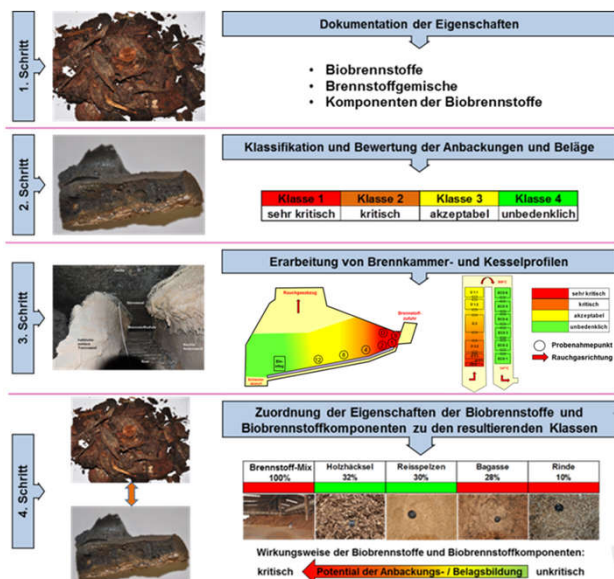 1. Schritt
Dokumentation der Eigenschaften
• Biobrennstoffe
• Brennstoffgemische
• Komponenten der Biobrennstoffe
2. Schritt
Klassifikation und Bewertung der Anbackungen und Beläge
Klasse 1 Klasse 2 Klasse 3 Klasse 4
sehr kritisch kritisch akzeptabel unbedenklich
3. Schritt
Erarbeitung von Brennkammer- und Kesselprofilen
Rauchgasabzug
Brennstoff-
zufuhr
sehr kritisch
kritisch
akzeptabel
unbedenklich
Probenahmepunkt
Rauchgasrichtung
4. Schritt
Zuordnung der Eigenschaften der Biobrennstoffe und
Biobrennstoffkomponenten zu den resultierenden Klassen
Brennstoff-Mix Holzhäcksel Reisspelzen Bagasse Rinde
100% 32% 30% 28% 10%
Wirkungsweise der Biobrennstoffe und Biobrennstoffkomponenten:
kritisch Potential der Anbackungs- / Belagsbildung unkritisch